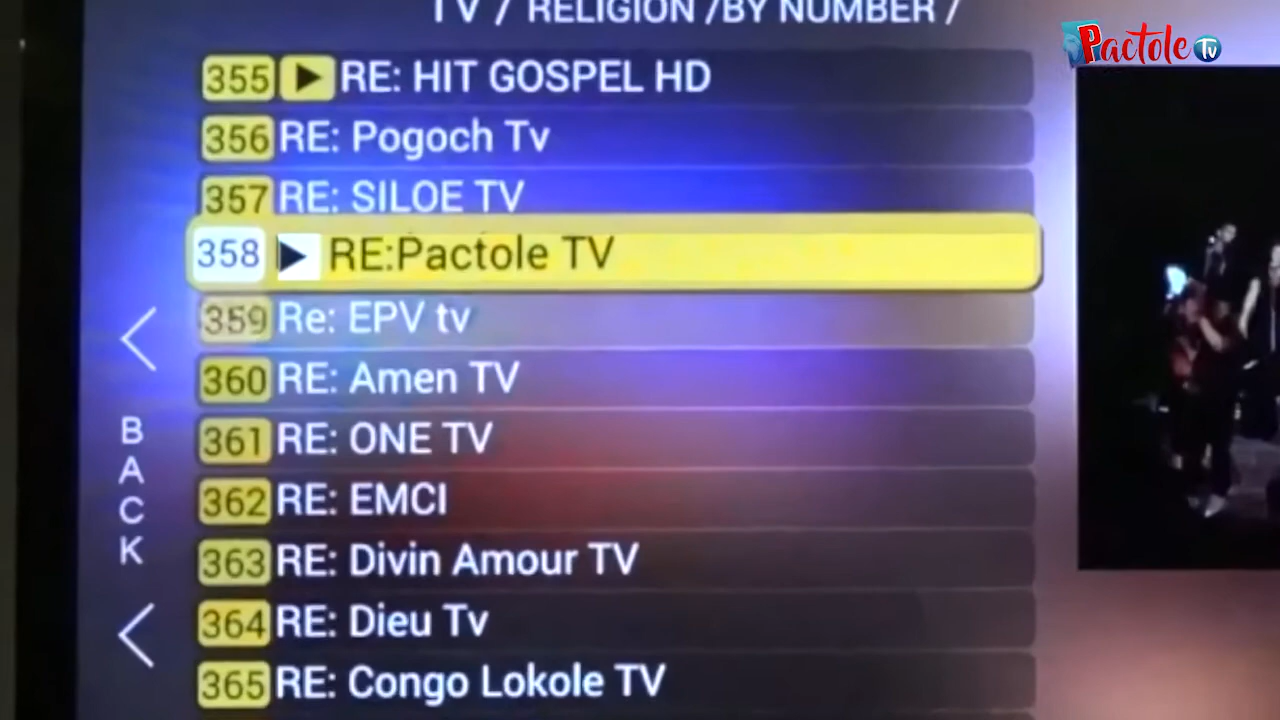 TV / RELIGION /BY NUMBER /
Pactole Tv
355 RE: HIT GOSPEL HD
356 RE: Pogoch Tv
357 RE: SILOE TV
358 RE:Pactole TV
359 Re: EPV tv
360 RE: Amen TV
361 RE: ONE TV
362 RE: EMCI
363 RE: Divin Amour TV
364 RE: Dieu Tv
365 RE: Congo Lokole TV
BACK